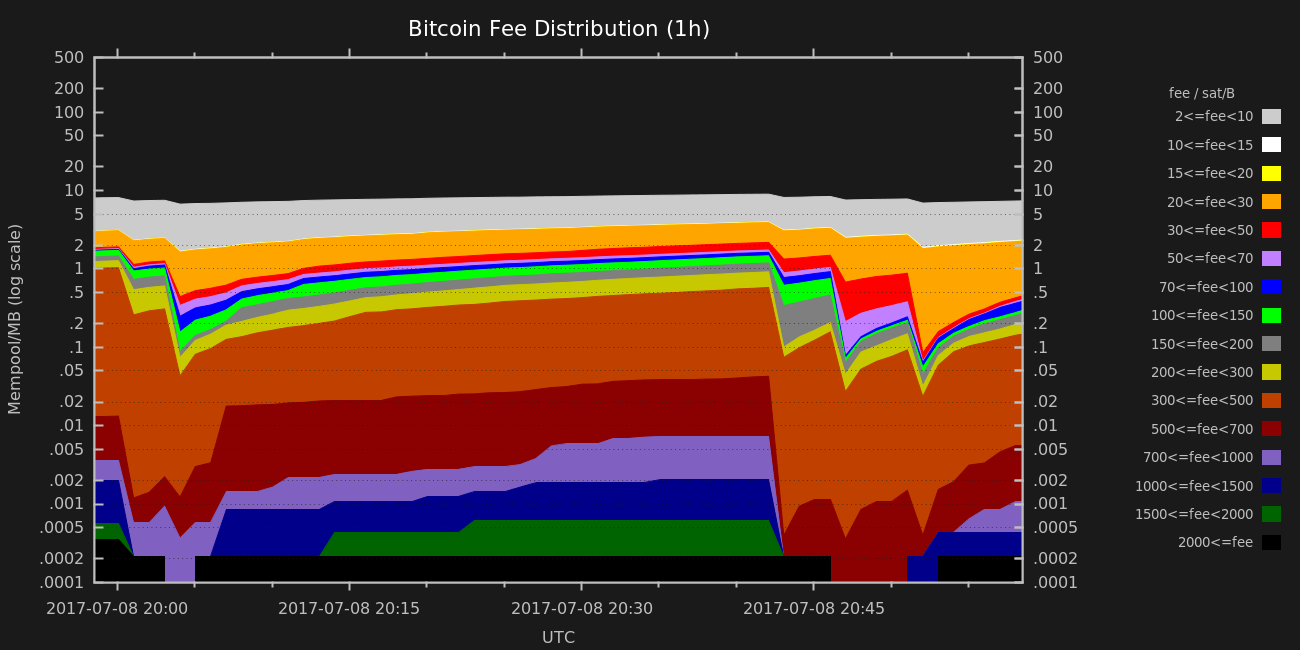 Bitcoin Fee Distribution (1h)
500
200
100
50
20
10
5
2
1
.5
.2
.1
.05
.02
.01
.005
.002
.001
.0005
.0002
.0001
Mempool/MB (log scale)
500
200
100
50
20
10
5
2
1
.5
.2
.1
.05
.02
.01
.005
.002
.001
.0005
.0002
.0001
2017-07-08 20:00 2017-07-08 20:15 2017-07-08 20:30 2017-07-08 20:45
UTC
fee / sat/B
2<=fee<10
10<=fee<15
15<=fee<20
20<=fee<30
30<=fee<50
50<=fee<70
70<=fee<100
100<=fee<150
150<=fee<200
200<=fee<300
300<=fee<500
500<=fee<700
700<=fee<1000
1000<=fee<1500
1500<=fee<2000
2000<=fee